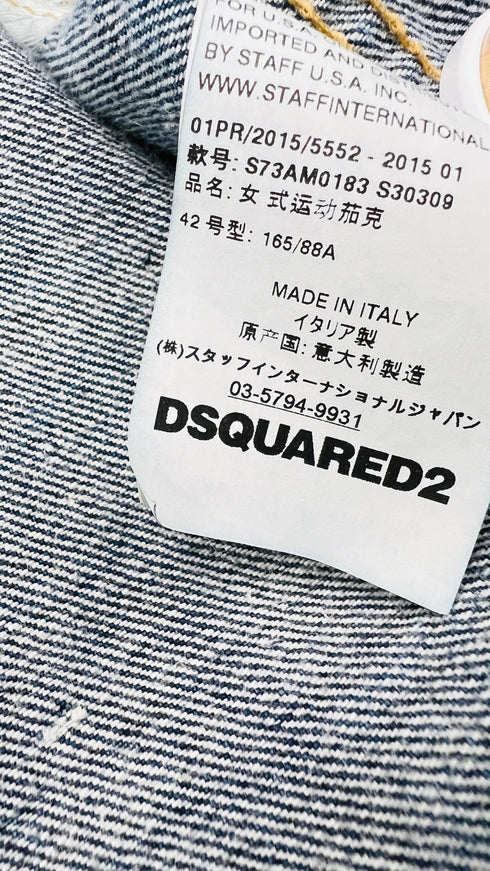 FOR U.S.A.
IMPORTED AND
BY STAFF U.S.A. INC.
WWW.STAFFINTERNATIONAL
01PR/2015/5552 - 2015 01
款号: S73AM0183 S30309
品名: 女 式运动茄克
42 号型: 165/88A
MADE IN ITALY
イタリア製
原产国: 意大利製造
(株)スタッフインターナショナルジャパン
03-5794-9931
DSQUARED2